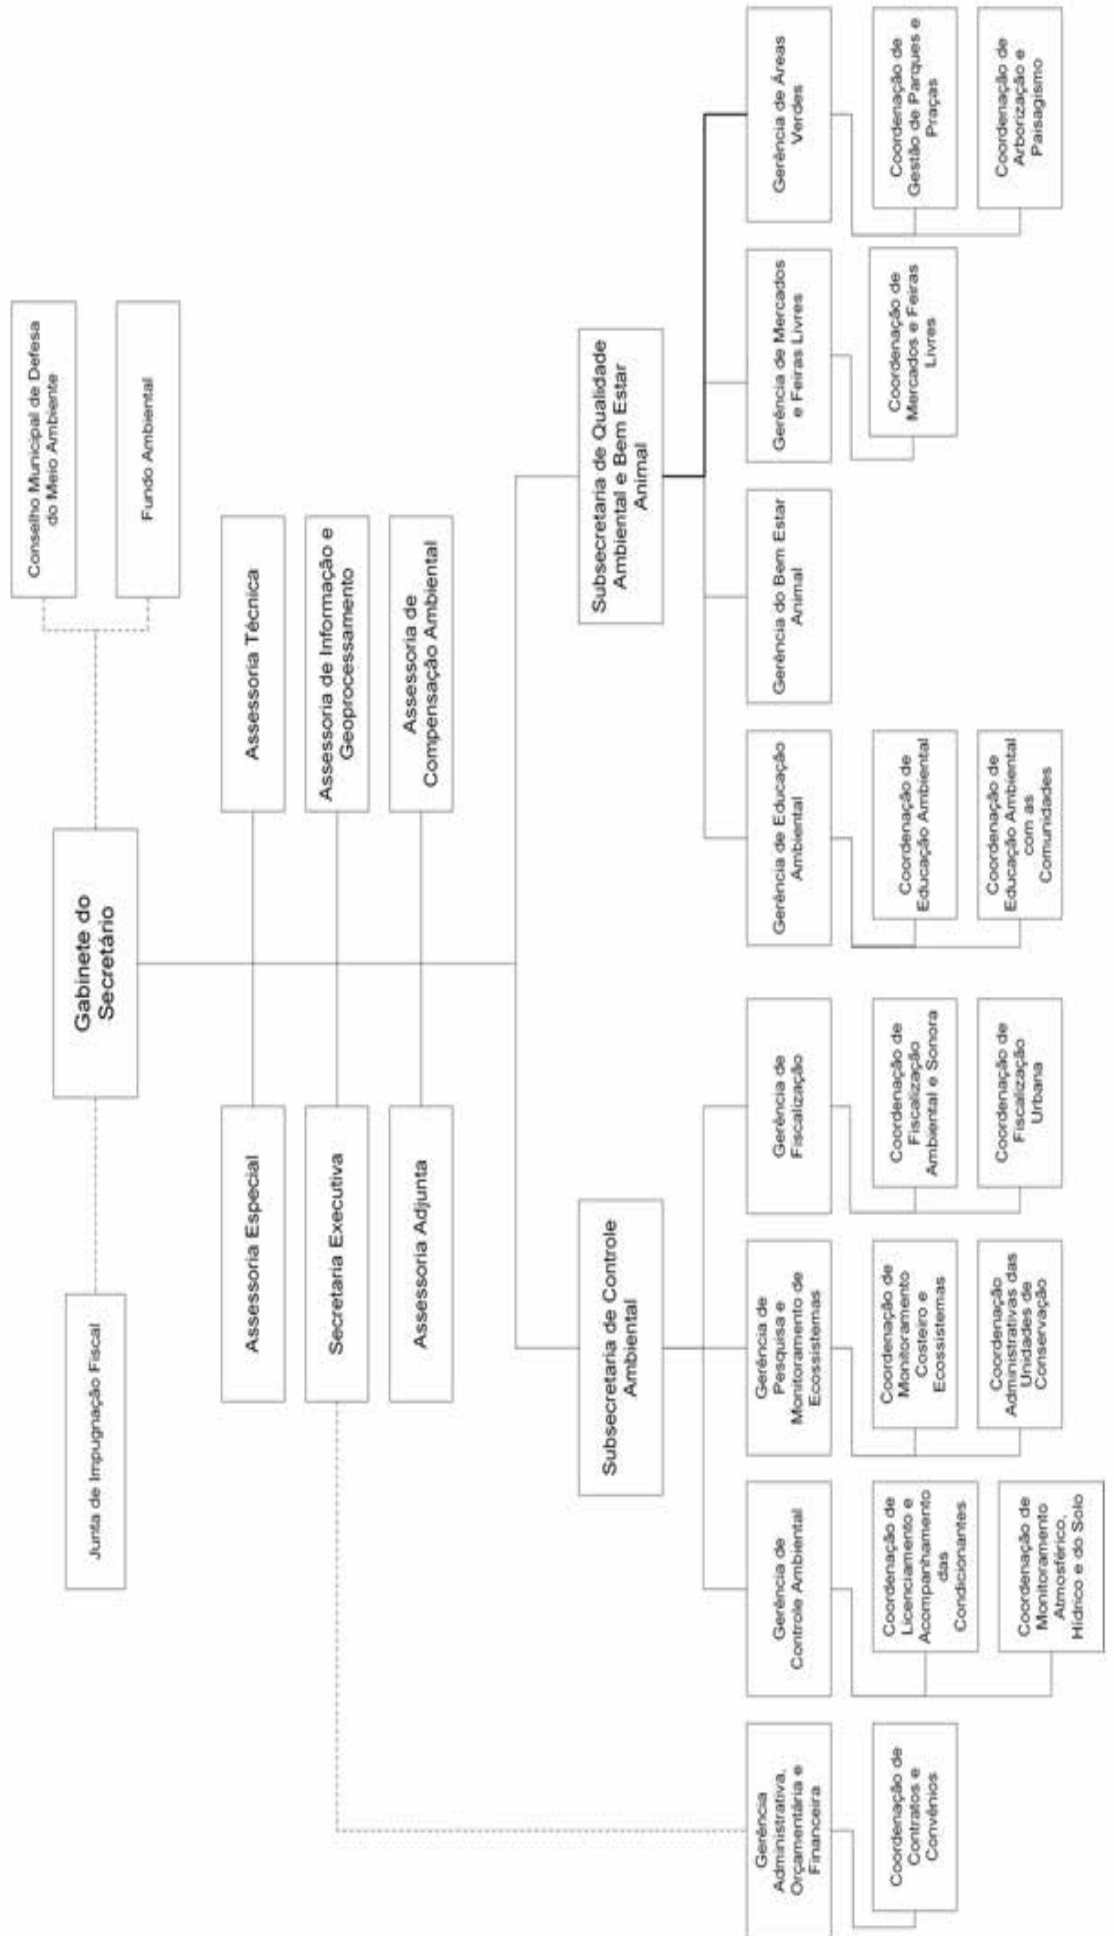 Gabinete do
Secretário
Junta de Impugnação Fiscal
Conselho Municipal de Defesa
do Meio Ambiente
Fundo Ambiental
Assessoria Especial
Assessoria Técnica
Secretaria Executiva
Assessoria de Informação e
Geoprocessamento
Assessoria Adjunta
Assessoria de
Compensação Ambiental
Subsecretaria de Controle
Ambiental
Subsecretaria de Qualidade
Ambiental e Bem Estar
Animal
Gerência
Administrativa,
Orçamentária e
Financeira
Gerência de
Controle Ambiental
Gerência de
Pesquisa e
Monitoramento de
Ecossistemas
Gerência de
Fiscalização
Gerência de Educação
Ambiental
Gerência do Bem Estar
Animal
Gerência de Mercados
e Feiras Livres
Gerência de Áreas
Verdes
Coordenação de
Contratos e
Convênios
Coordenação de
Licenciamento e
Acompanhamento
das
Condicionantes
Coordenação de
Monitoramento
Costeiro e
Ecossistemas
Coordenação de
Fiscalização
Ambiental e Sonora
Coordenação de
Educação Ambiental
Coordenação de
Mercados e Feiras
Livres
Coordenação de
Gestão de Parques e
Praças
Coordenação de
Monitoramento
Atmosférico,
Hídrico e do Solo
Coordenação
Administrativas das
Unidades de
Conservação
Coordenação de
Fiscalização
Urbana
Coordenação de
Educação Ambiental
com as
Comunidades
Coordenação de
Arborização e
Paisagismo